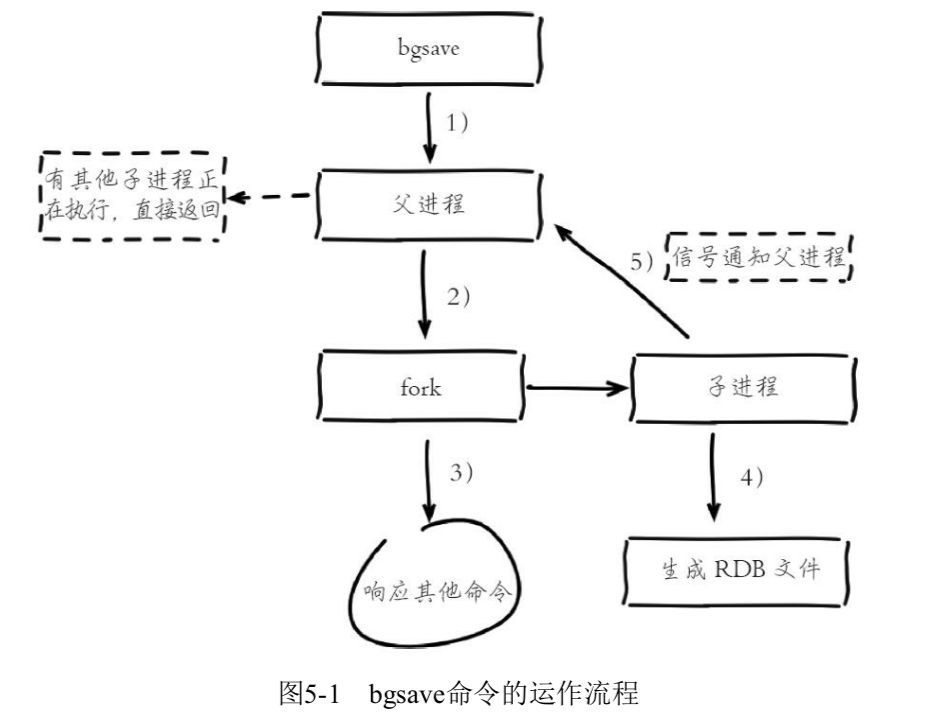 bgsave
1)
有其他子进程正
在执行，直接返回
父进程
5)
信号通知父进程
2)
fork
子进程
3)
4)
响应其他命令
生成 RDB 文件
图5-1 bgsave命令的运作流程